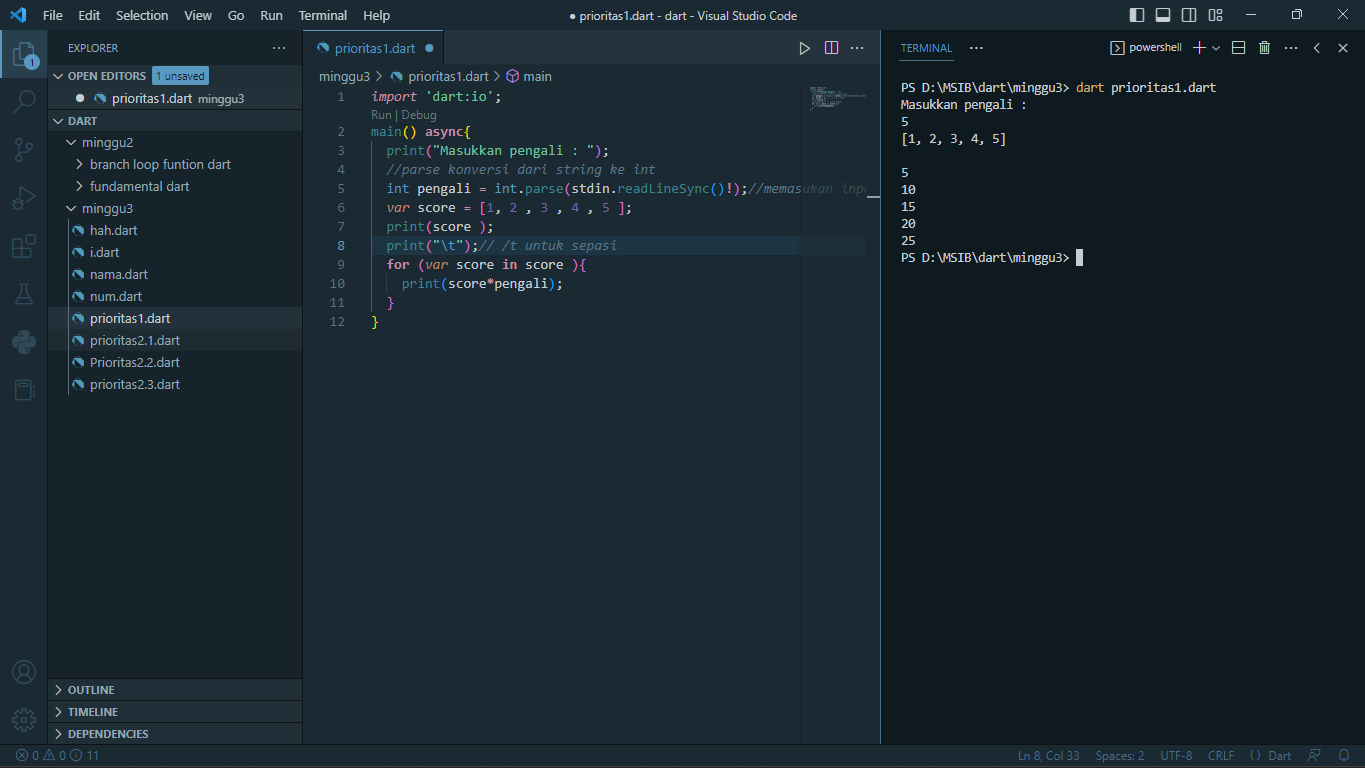 File Edit Selection View Go Run Terminal Help
● prioritas1.dart - dart - Visual Studio Code
1
EXPLORER
OPEN EDITORS 1 unsaved
prioritas1.dart minggu3
DART
minggu2
branch loop funtion dart
fundamental dart
minggu3
hah.dart
i.dart
nama.dart
num.dart
prioritas1.dart
prioritas2.1.dart
Prioritas2.2.dart
prioritas2.3.dart
OUTLINE
TIMELINE
DEPENDENCIES
prioritas1.dart
minggu3 > prioritas1.dart > main
1 import 'dart:io';
Run | Debug
2 main() async{
3 print("Masukkan pengali : ");
4 //parse konversi dari string ke int
5 int pengali = int.parse(stdin.readLineSync()!);//memasukan inpu
6 var score = [1, 2 , 3 , 4 , 5 ];
7 print(score );
8 print("\t");// /t untuk sepasi
9 for (var score in score ){
10 print(score*pengali);
11 }
12 }
TERMINAL
powershell
PS D:\MSIB\dart\minggu3> dart prioritas1.dart
Masukkan pengali :
5
[1, 2, 3, 4, 5]
5
10
15
20
25
PS D:\MSIB\dart\minggu3>
0 0 11
Ln 8, Col 33 Spaces: 2 UTF-8 CRLF {} Dart